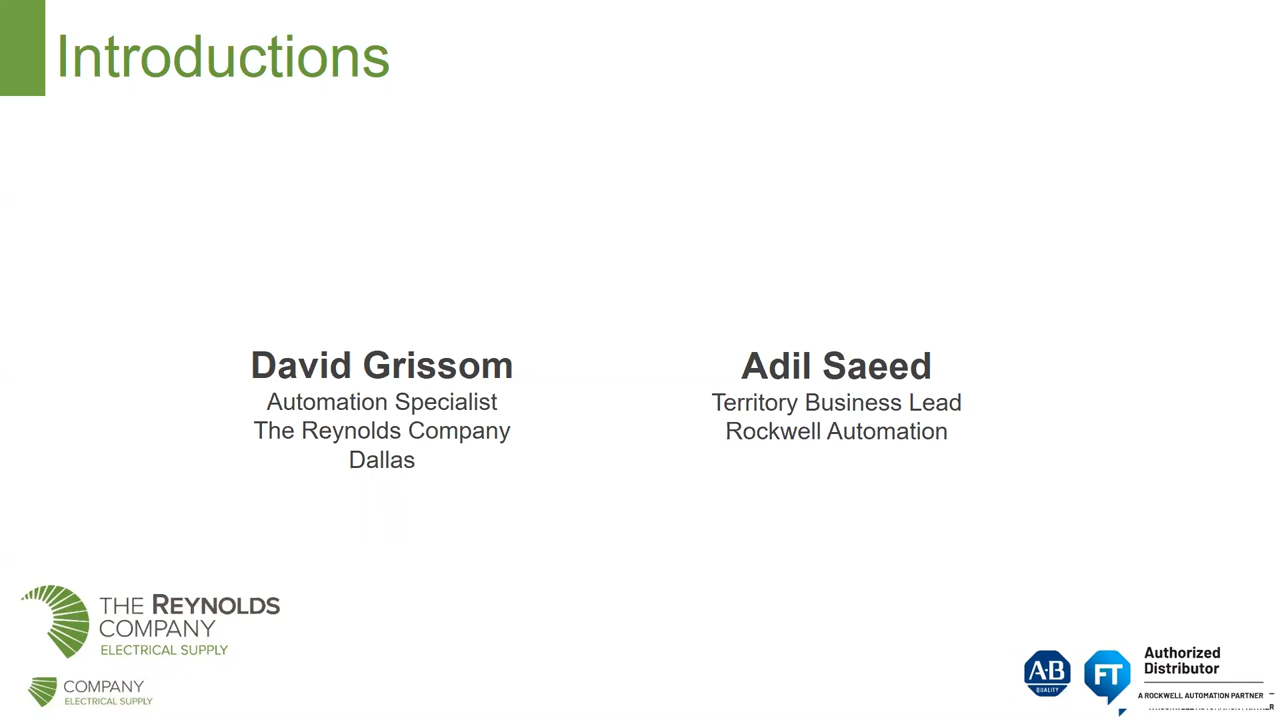 Introductions
David Grissom
Automation Specialist
The Reynolds Company
Dallas
Adil Saeed
Territory Business Lead
Rockwell Automation
THE REYNOLDS
COMPANY
ELECTRICAL SUPPLY
COMPANY
ELECTRICAL SUPPLY
A-B
QUALITY
FT
Authorized
Distributor
A ROCKWELL AUTOMATION PARTNER